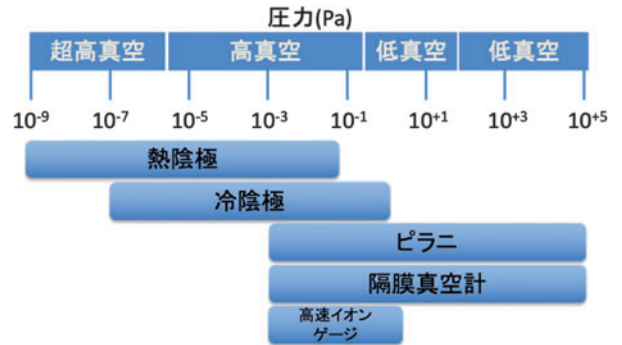 圧力(Pa)
超高真空 高真空 低真空 低真空
10⁻⁹ 10⁻⁷ 10⁻⁵ 10⁻³ 10⁻¹ 10⁺¹ 10⁺³ 10⁺⁵
熱陰極
冷陰極
ピラニ
隔膜真空計
高速イオン
ゲージ